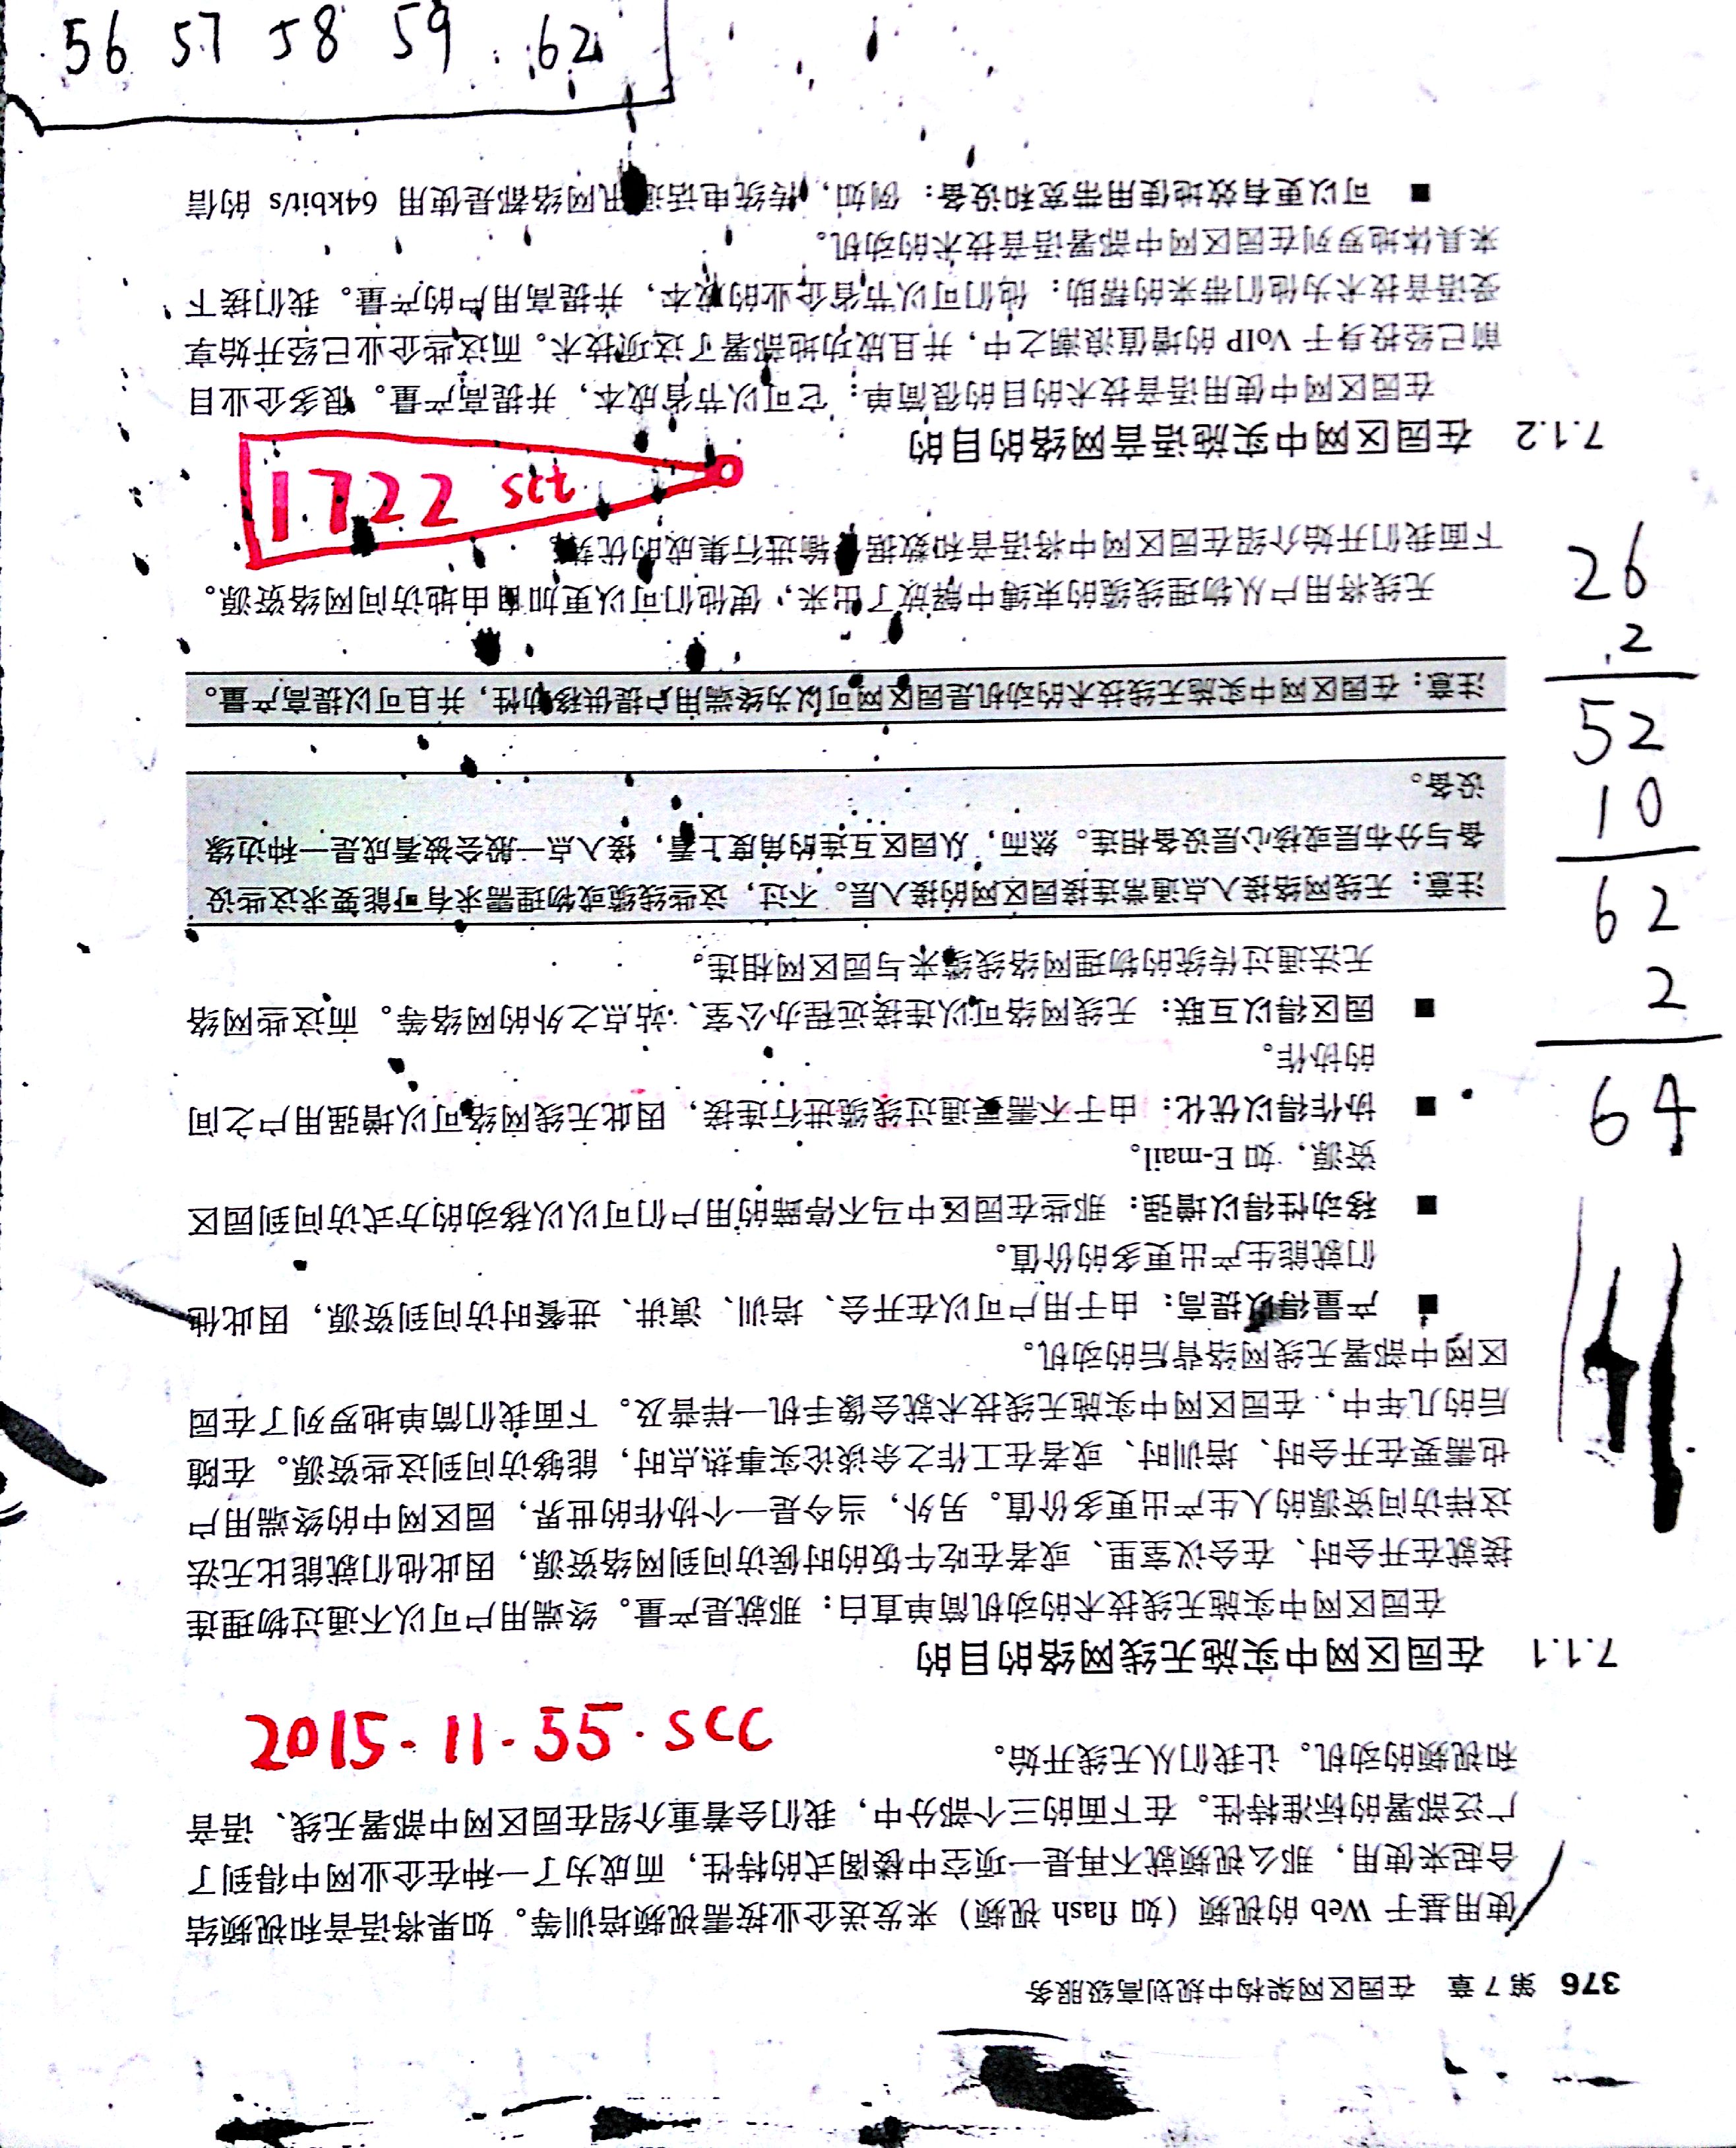 376 第 7 章 在园区网架构中规划高级服务
使用基于 Web 的视频（如 flash 视频）来发送企业按需视频培训等。如果将语音和视频结
合起来使用，那么视频就不再是一项空中楼阁式的特性，而成为了一种在企业网中得到了
广泛部署的标准特性。在下面的三个部分中，我们会着重介绍在园区网中部署无线、语音
和视频的动机。让我们从无线开始。
2015-11-55.scc
7.1.1 在园区网中实施无线网络的目的
在园区网中实施无线技术的动机简单直白：那就是产量。终端用户可以不通过物理连
接就在开会时、在会议室里、或者在吃午饭的时候访问到网络资源，因此他们就能比无法
这样访问资源的人生产出更多价值。另外，当今是一个协作的世界，园区网中的终端用户
也需要在开会时、培训时、或者在工作之余谈论实事热点时，能够访问到这些资源。在随
后的几年中，在园区网中实施无线技术就会像手机一样普及。下面我们简单地罗列了在园
区网中部署无线网络背后的动机。
■ 产量得以提高：由于用户可以在开会、培训、演讲、进餐时访问到资源，因此他
们就能生产出更多的价值。
■ 移动性得以增强：那些在园区中马不停蹄的用户们可以以移动的方式访问到园区
资源，如 E-mail。
■ 协作得以优化：由于不需要通过线缆进行连接，因此无线网络可以增强用户之间
的协作。
■ 园区得以互联：无线网络可以连接远程办公室、站点之外的网络等。而这些网络
无法通过传统的物理网络线缆来与园区网相连。
注意：无线网络接入点通常连接园区网的接入层。不过，这些线缆或物理需求有可能要求这些设
备与分布层或核心层设备相连。然而，从园区互连的角度上看，接入点一般会被看成是一种边缘
设备。
注意：在园区网中实施无线技术的动机是园区网可以为终端用户提供移动性，并且可以提高产量。
无线将用户从物理线缆的束缚中解放了出来，使他们可以更加自由地访问网络资源。
下面我们开始介绍在园区网中将语音和数据传输进行集成的优势。
1722 sct
7.1.2 在园区网中实施语音网络的目的
在园区网中使用语音技术的目的很简单：它可以节省成本，并提高产量。很多企业目
前已经投身于 VoIP 的增值浪潮之中，并且成功地部署了这项技术。而这些企业已经开始享
受语音技术为他们带来的帮助：他们可以节省企业的成本，并提高用户的产量。我们接下
来具体地罗列在园区网中部署语音技术的动机。
■ 可以更有效地使用带宽和设备：例如，传统电话通讯网络都是使用 64kbit/s 的信
56 57 58 59 62
26
2
52
10
62
2
64